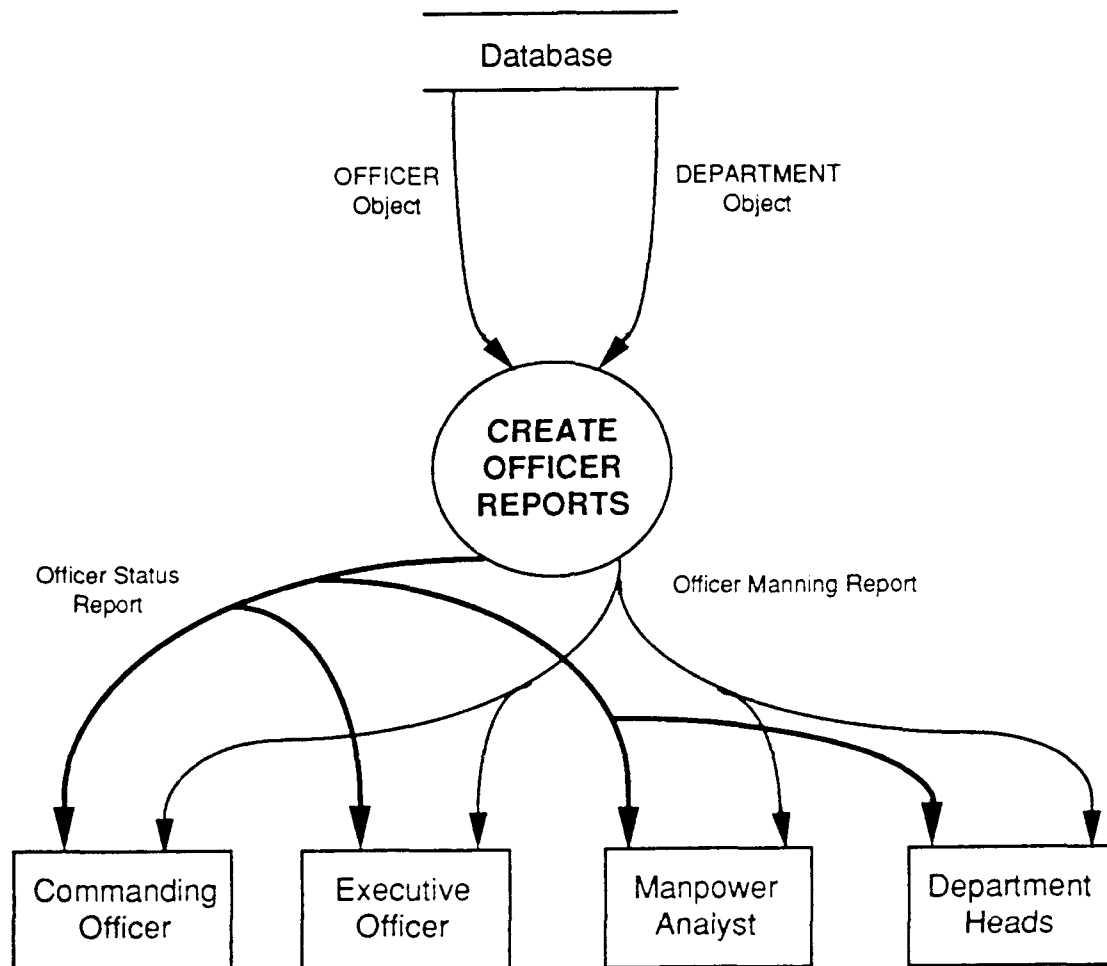 Database
OFFICER
Object
DEPARTMENT
Object
CREATE
OFFICER
REPORTS
Officer Status
Report
Officer Manning Report
Commanding
Officer
Executive
Officer
Manpower
Analyst
Department
Heads